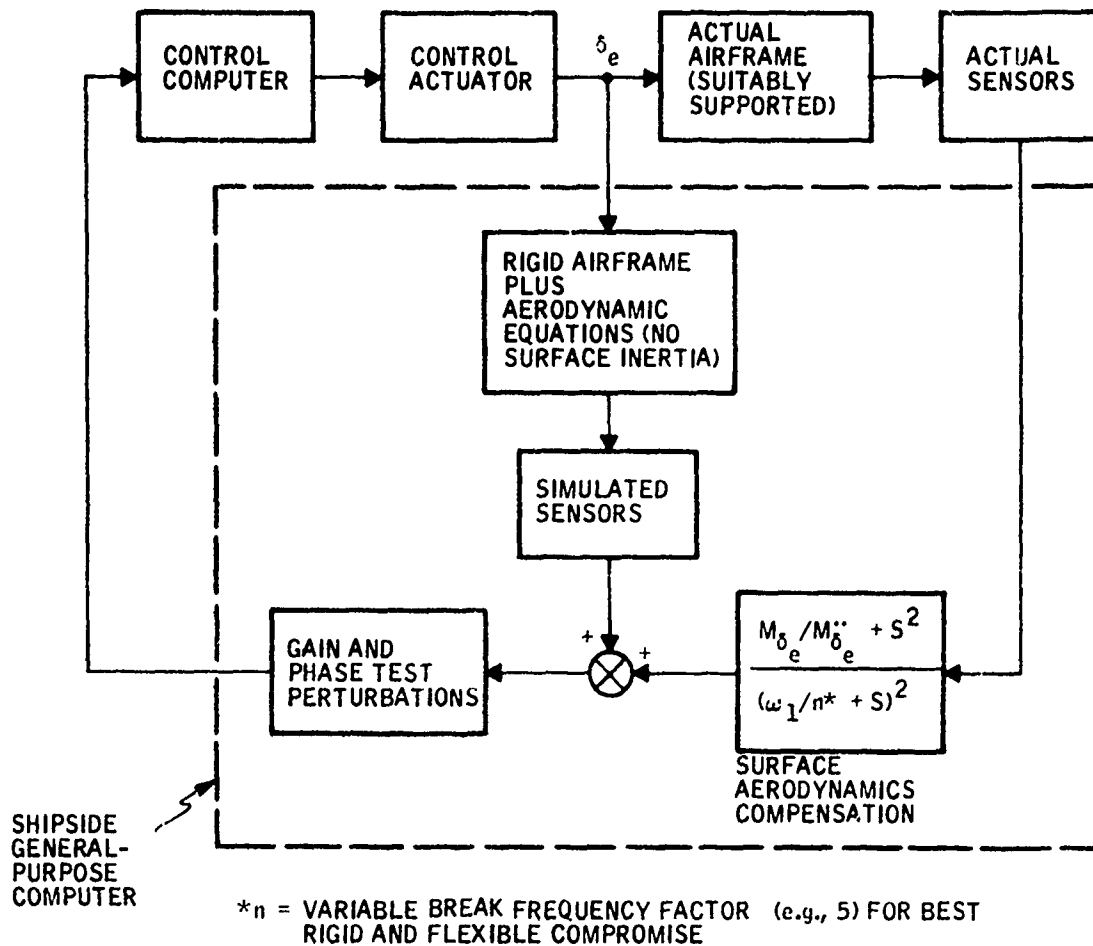 CONTROL
COMPUTER
CONTROL
ACTUATOR
δe
ACTUAL
AIRFRAME
(SUITABLY
SUPPORTED)
ACTUAL
SENSORS
RIGID AIRFRAME
PLUS
AERODYNAMIC
EQUATIONS (NO
SURFACE INERTIA)
SIMULATED
SENSORS
GAIN AND
PHASE TEST
PERTURBATIONS
+
+
Mδe/Mδ̈e + S²
(ω1/n* + S)²
SURFACE
AERODYNAMICS
COMPENSATION
SHIPSIDE
GENERAL-
PURPOSE
COMPUTER
*n = VARIABLE BREAK FREQUENCY FACTOR (e.g., 5) FOR BEST
RIGID AND FLEXIBLE COMPROMISE